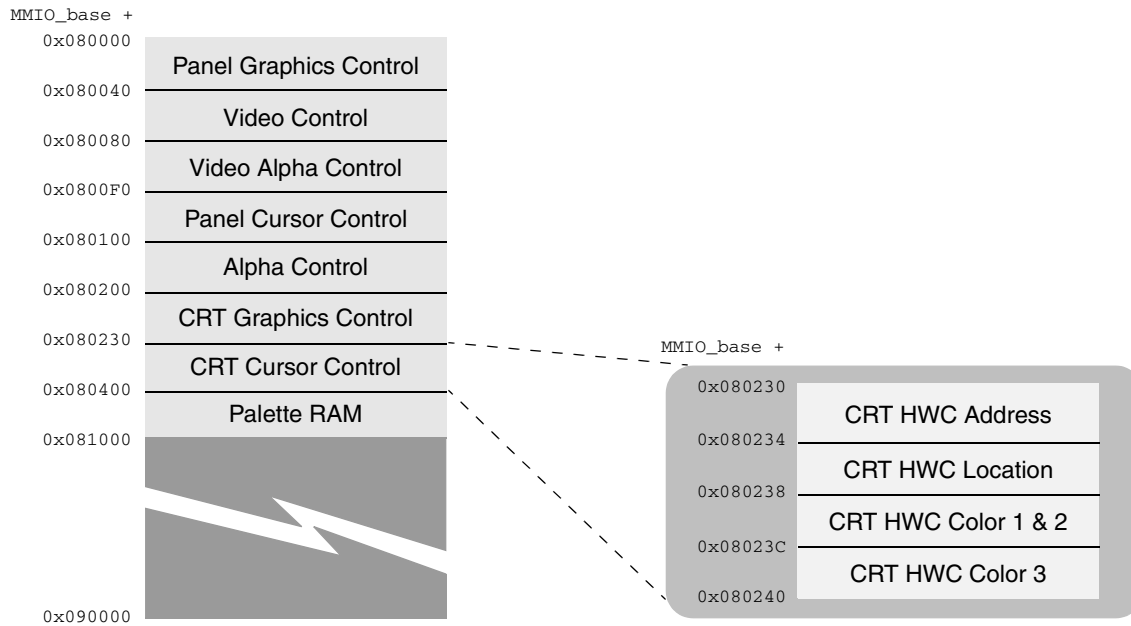 MMIO_base +
0x080000
Panel Graphics Control
0x080040
Video Control
0x080080
Video Alpha Control
0x0800F0
Panel Cursor Control
0x080100
Alpha Control
0x080200
CRT Graphics Control
0x080230
CRT Cursor Control
0x080400
Palette RAM
0x081000
0x090000
MMIO_base +
0x080230
CRT HWC Address
0x080234
CRT HWC Location
0x080238
CRT HWC Color 1 & 2
0x08023C
CRT HWC Color 3
0x080240